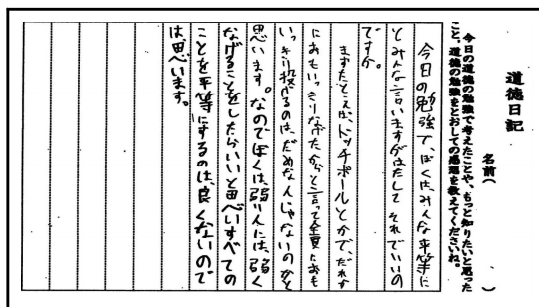 道徳日記
名前（　　　）
今日の道徳の勉強で考えたことや、もっと知りたいと思った
こと、道徳の勉強をとおしての感想を教えてくださいね。
今日の勉強で、ぼくはみんな平等に
とみんな言いますがはたしてそれでいいの
ですか。
まずたとえば、ドッチボールとかで、だれか
におもいっきりなげたからと言って全員におも
いっきり投げるのは、だめなんじゃないのかなと
思います。なのでぼくは、弱い人には、弱く
なげることをしたらいいと思べいすべての
ことを平等にするのは、良くないので
は思べいます。